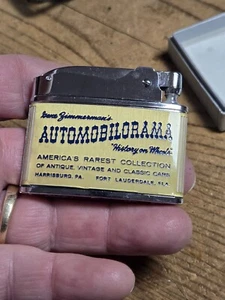 Dave Zimmerman's
AUTOMOBILORAMA
"History on Wheels"
AMERICA'S RAREST COLLECTION
OF ANTIQUE, VINTAGE AND CLASSIC CARS
HARRISBURG, PA. FORT LAUDERDALE, FLA.